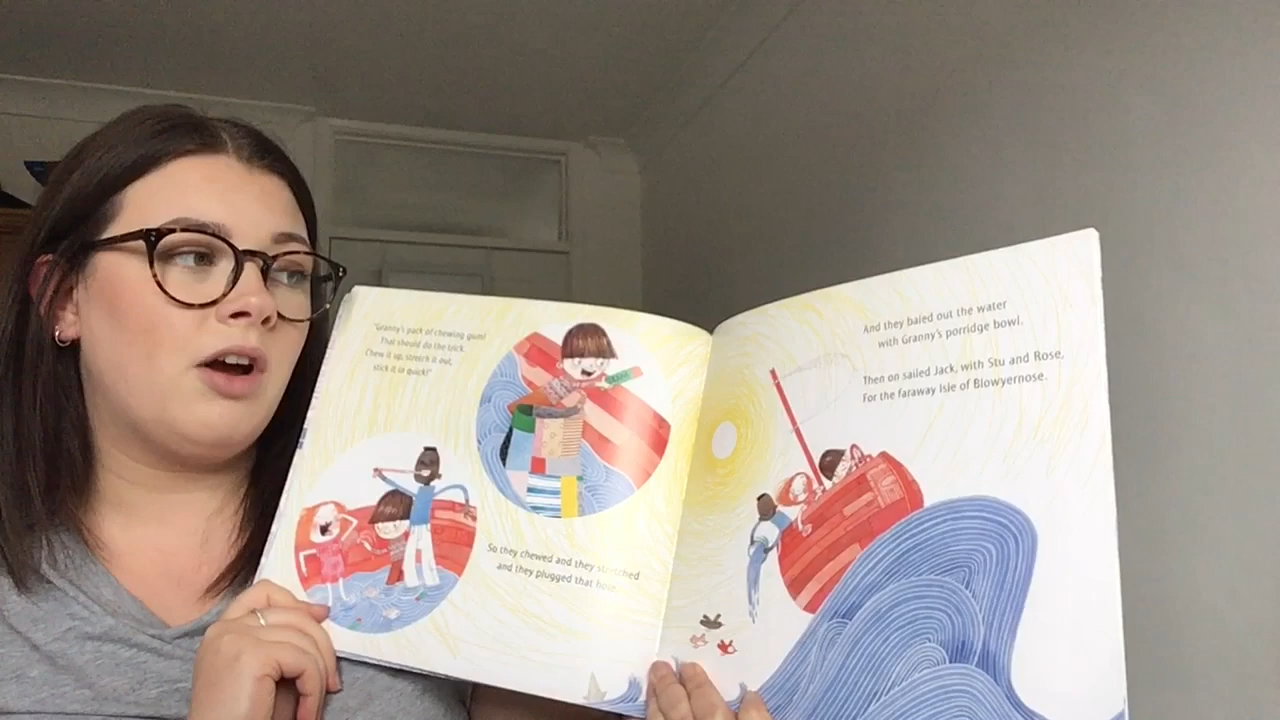 "Granny's pack of chewing gum!
That should do the trick.
Chew it up, stretch it out,
stick it in quick!"
So they chewed and they stretched
and they plugged that hole.
And they baled out the water
with Granny's porridge bowl.
Then on sailed Jack, with Stu and Rose,
For the faraway Isle of Blowyernose.